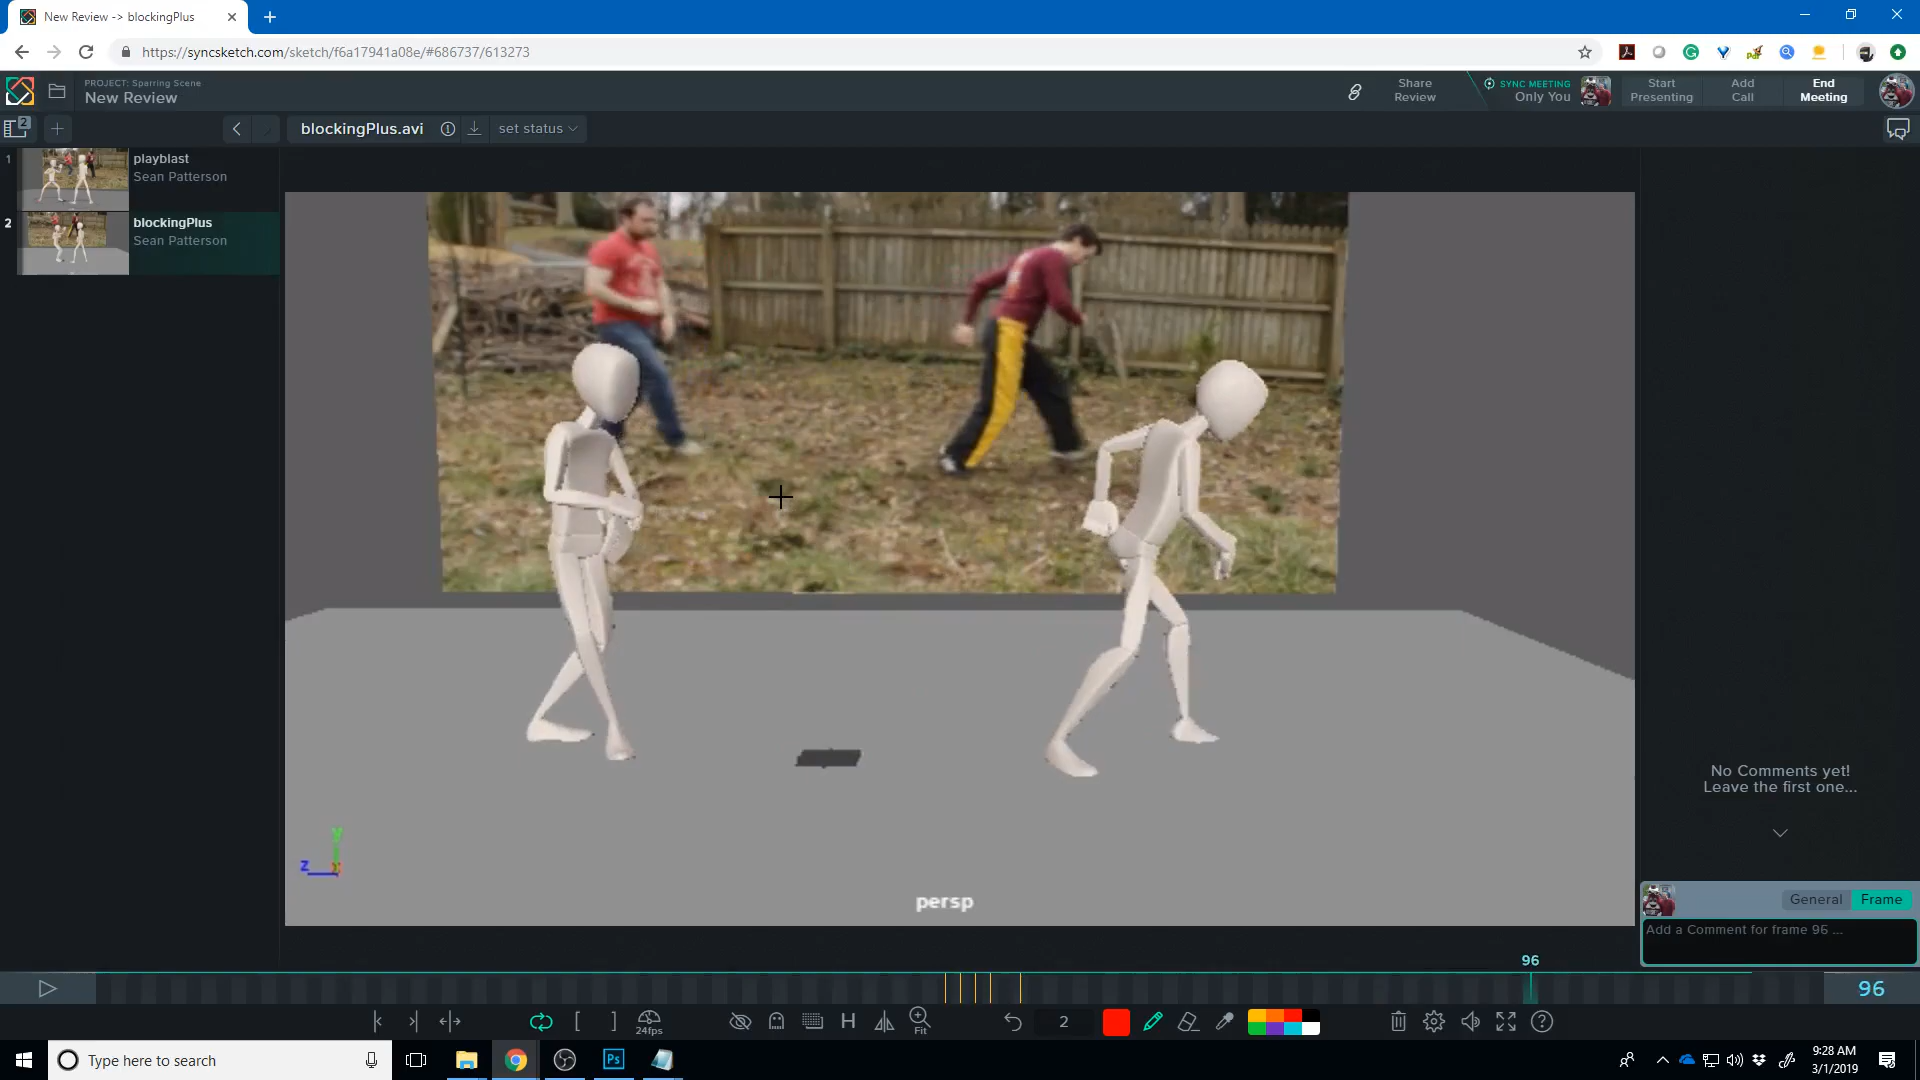 New Review -> blockingPlus
https://syncsketch.com/sketch/f6a17941a08e/#686737/613273
PROJECT: Sparring Scene
New Review
Share
Review
SYNC MEETING
Only You
Start
Presenting
Add
Call
End
Meeting
2
blockingPlus.avi
set status
1
playblast
Sean Patterson
2
blockingPlus
Sean Patterson
y
z
persp
No Comments yet!
Leave the first one...
General
Frame
Add a Comment for frame 96 ...
96
96
24fps
H
Fit
2
Type here to search
Ps
9:28 AM
3/1/2019